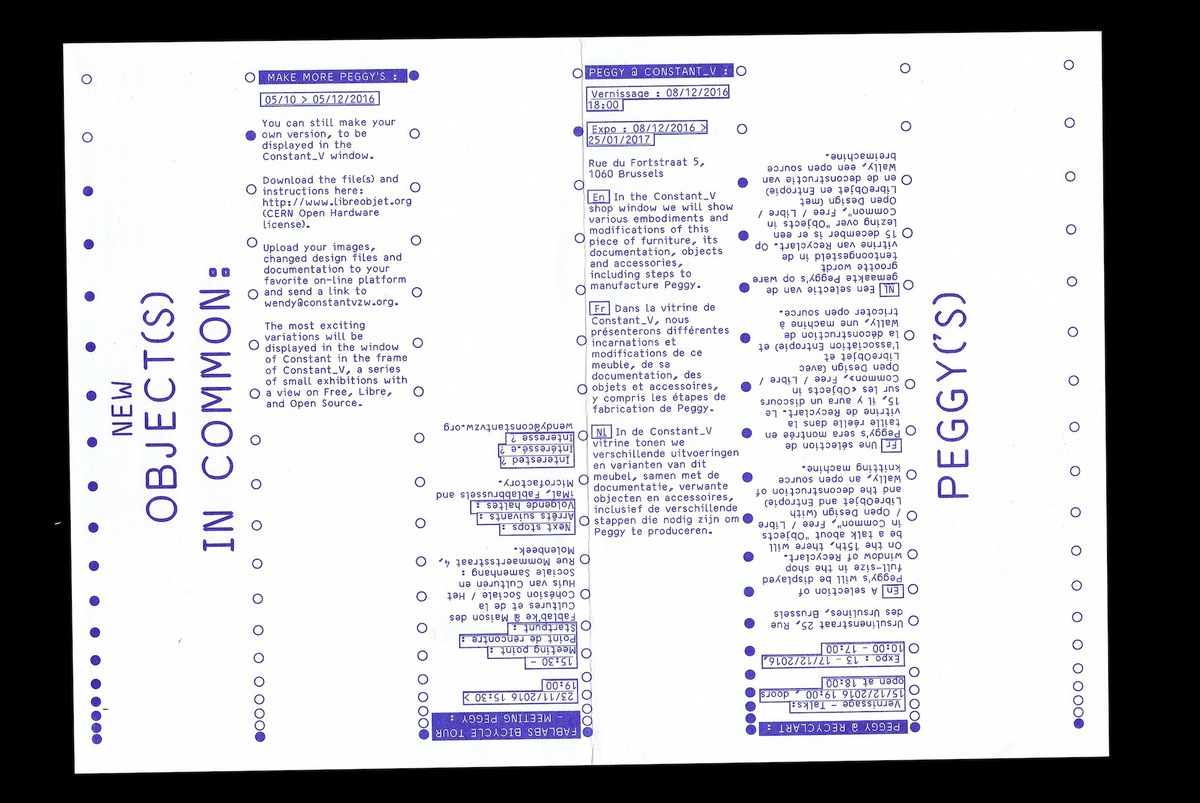 NEW
OBJECT(S)
IN COMMON:
MAKE MORE PEGGY'S :
05/10 > 05/12/2016
You can still make your
own version, to be
displayed in the
Constant_V window.
Download the file(s) and
instructions here:
http://www.libreobjet.org
(CERN Open Hardware
license).
Upload your images,
changed design files and
documentation to your
favorite on-line platform
and send a link to
wendy@constantvzw.org.
The most exciting
variations will be
displayed in the window
of Constant in the frame
of Constant_V, a series
of small exhibitions with
a view on Free, Libre,
and Open Source.
FABLABS BICYCLE TOUR
- MEETING PEGGY :
23/11/2016 15:30 >
19:00
15:30 -
Meeting point :
Point de rencontre :
Startpunt :
Fablab'ke @ Maison des
Cultures et de la
Cohésion Sociale / Het
Huis van Culturen en
Sociale Samenhang :
Rue Mommaertsstraat 4,
Molenbeek.
Next stops :
Arrêts suivants :
Volgende haltes :
iMal, Fablabbrussels and
Microfactory.
Interested ?
Intéressé.e ?
Interesse ?
wendy@constantvzw.org
PEGGY @ CONSTANT_V :
Vernissage : 08/12/2016
18:00
Expo : 08/12/2016 >
25/01/2017
Rue du Fortstraat 5,
1060 Brussels
En In the Constant_V
shop window we will show
various embodiments and
modifications of this
piece of furniture, its
documentation, objects
and accessories,
including steps to
manufacture Peggy.
Fr Dans la vitrine de
Constant_V, nous
présenterons différentes
incarnations et
modifications de ce
meuble, de sa
documentation, des
objets et accessoires,
y compris les étapes de
fabrication de Peggy.
Nl In de Constant_V
vitrine tonen we
verschillende uitvoeringen
en varianten van dit
meubel, samen met de
documentatie, verwante
objecten en accessoires,
inclusief de verschillende
stappen die nodig zijn om
Peggy te produceren.
PEGGY @ RECYCLART :
Vernissage - Talks:
15/12/2016 19:00 , doors
open at 18:00
Expo : 13 - 17/12/2016,
10:00 - 17:00
Ursulinenstraat 25, Rue
des Ursulines, Brussels
En A selection of
Peggy's will be displayed
full-size in the shop
window of Recyclart.
On the 15th, there will
be a talk about "Objects
in Common", Free / Libre
/ Open Design (with
LibreObjet and Entropie)
and the deconstruction of
Wally, an open source
knitting machine.
Fr Une sélection de
Peggy's sera montrée en
taille réelle dans la
vitrine de Recyclart. Le
15, il y aura un discours
sur les «Objects in
Common», Free / Libre /
Open Design (avec
LibreObjet et
l'association Entropie) et
la déconstruction de
Wally, une machine à
tricoter open source.
NL Een selectie van de
gemaakte Peggy's op ware
grootte wordt
tentoongesteld in de
vitrine van Recyclart. Op
15 december is er een
lezing over "Objects in
Common", Free / Libre /
Open Design (met
LibreObjet en Entropie)
en de deconstructie van
Wally, een open source
breimachine.
PEGGY('S)